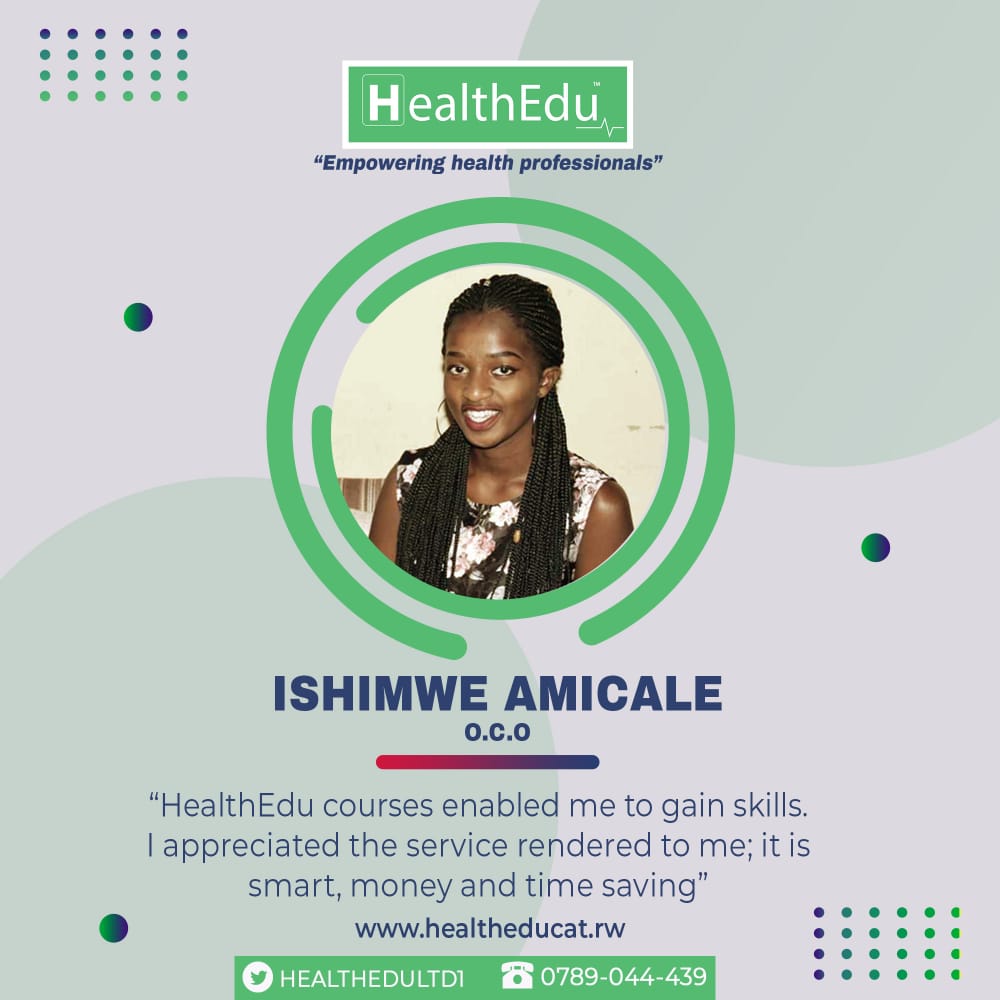 HealthEdu™
“Empowering health professionals”
ISHIMWE AMICALE
O.C.O
“HealthEdu courses enabled me to gain skills.
I appreciated the service rendered to me; it is
smart, money and time saving”
www.healtheducat.rw
HEALTHEDULTD1 0789-044-439